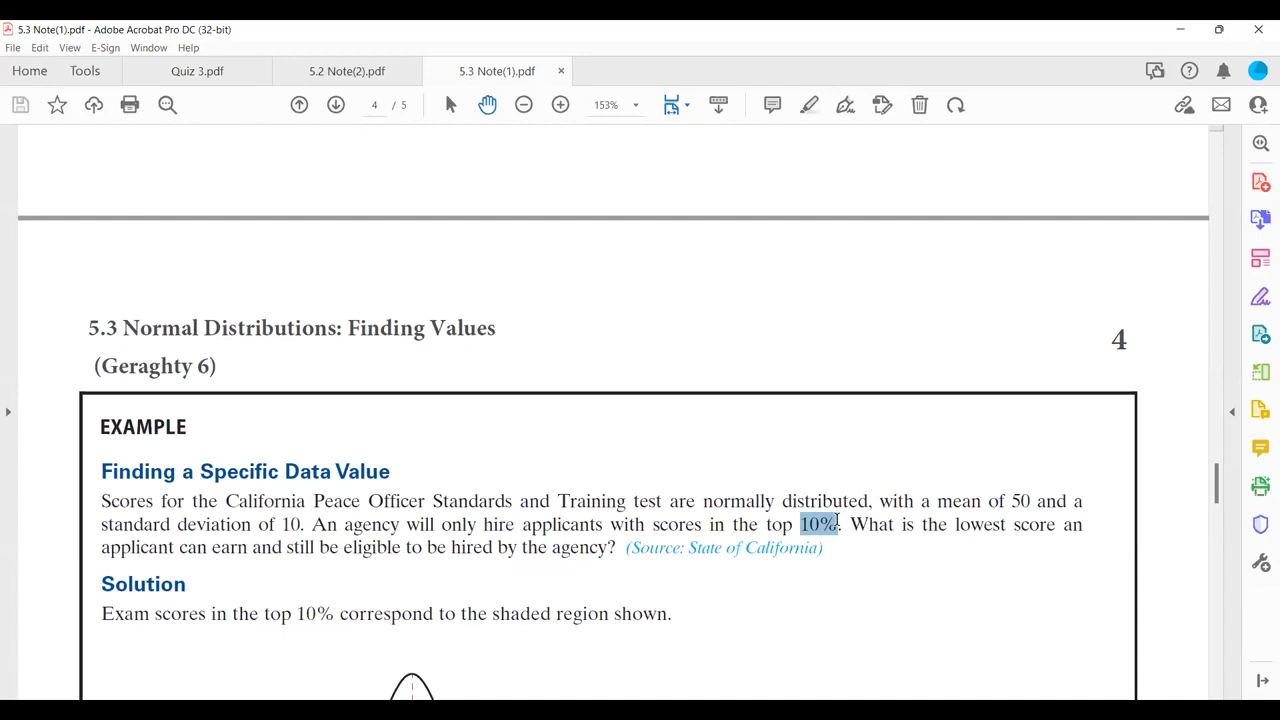 5.3 Note(1).pdf - Adobe Acrobat Pro DC (32-bit)
File Edit View E-Sign Window Help
Home Tools Quiz 3.pdf 5.2 Note(2).pdf 5.3 Note(1).pdf ×
4 / 5 153%
5.3 Normal Distributions: Finding Values
4
(Geraghty 6)
EXAMPLE
Finding a Specific Data Value
Scores for the California Peace Officer Standards and Training test are normally distributed, with a mean of 50 and a
standard deviation of 10. An agency will only hire applicants with scores in the top 10%. What is the lowest score an
applicant can earn and still be eligible to be hired by the agency? (Source: State of California)
Solution
Exam scores in the top 10% correspond to the shaded region shown.